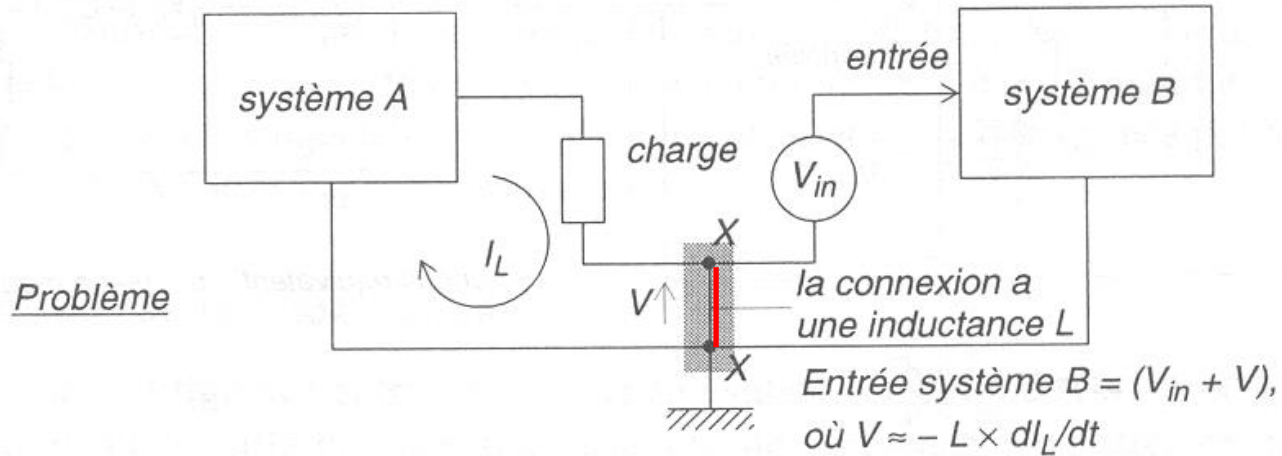 système A
entrée
système B
charge
V_in
I_L
X
Problème
V
la connexion a
une inductance L
X
Entrée système B = (V_in + V),
où V ≈ − L × dI_L/dt